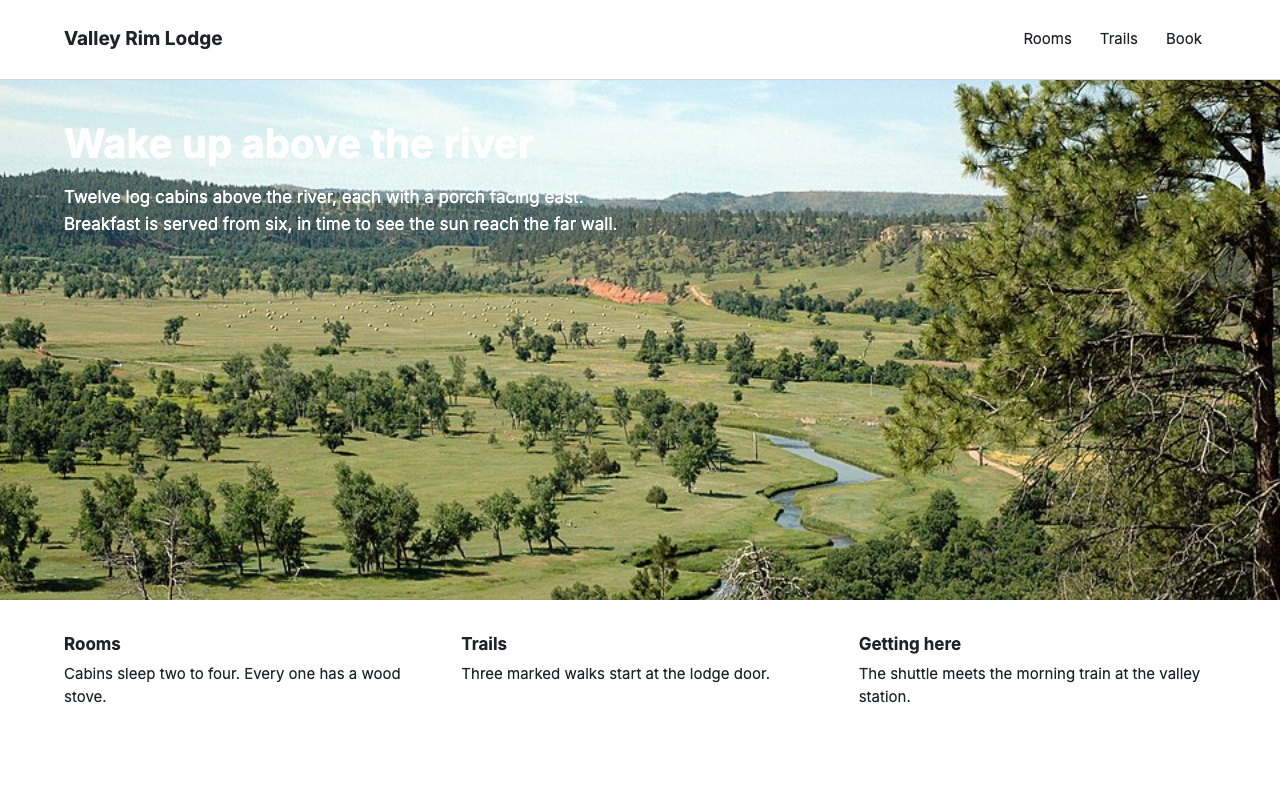 Valley Rim Lodge
Rooms Trails Book
Wake up above the river
Twelve log cabins above the river, each with a porch facing east.
Breakfast is served from six, in time to see the sun reach the far wall.
Rooms
Cabins sleep two to four. Every one has a wood
stove.
Trails
Three marked walks start at the lodge door.
Getting here
The shuttle meets the morning train at the valley
station.